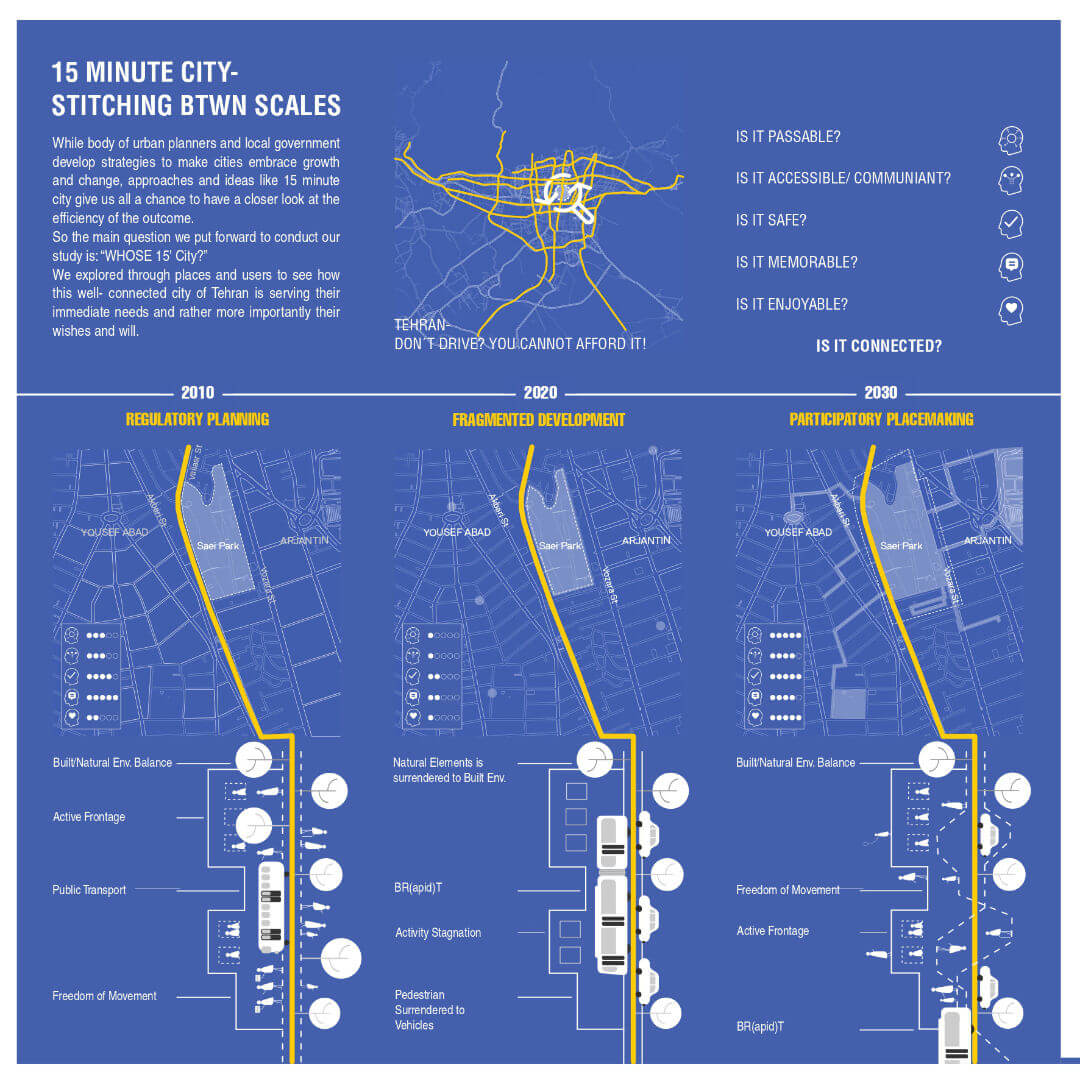 15 MINUTE CITY-
STITCHING BTWN SCALES
While body of urban planners and local government
develop strategies to make cities embrace growth
and change, approaches and ideas like 15 minute
city give us all a chance to have a closer look at the
efficiency of the outcome.
So the main question we put forward to conduct our
study is: “WHOSE 15' City?”
We explored through places and users to see how
this well- connected city of Tehran is serving their
immediate needs and rather more importantly their
wishes and will.
TEHRAN-
DON´T DRIVE? YOU CANNOT AFFORD IT!
IS IT PASSABLE?
IS IT ACCESSIBLE/ COMMUNIANT?
IS IT SAFE?
IS IT MEMORABLE?
IS IT ENJOYABLE?
IS IT CONNECTED?
2010
REGULATORY PLANNING
Valiasr St
Akbari St
YOUSEF ABAD
Saei Park
ARJANTIN
Vozara St
Built/Natural Env. Balance
Active Frontage
Public Transport
Freedom of Movement
2020
FRAGMENTED DEVELOPMENT
Akbari St
YOUSEF ABAD
Saei Park
ARJANTIN
Vozara St
Natural Elements is
surrendered to Built Env.
BR(apid)T
Activity Stagnation
Pedestrian
Surrendered to
Vehicles
2030
PARTICIPATORY PLACEMAKING
Akbari St
YOUSEF ABAD
Saei Park
ARJANTIN
Vozara St
Built/Natural Env. Balance
Freedom of Movement
Active Frontage
BR(apid)T